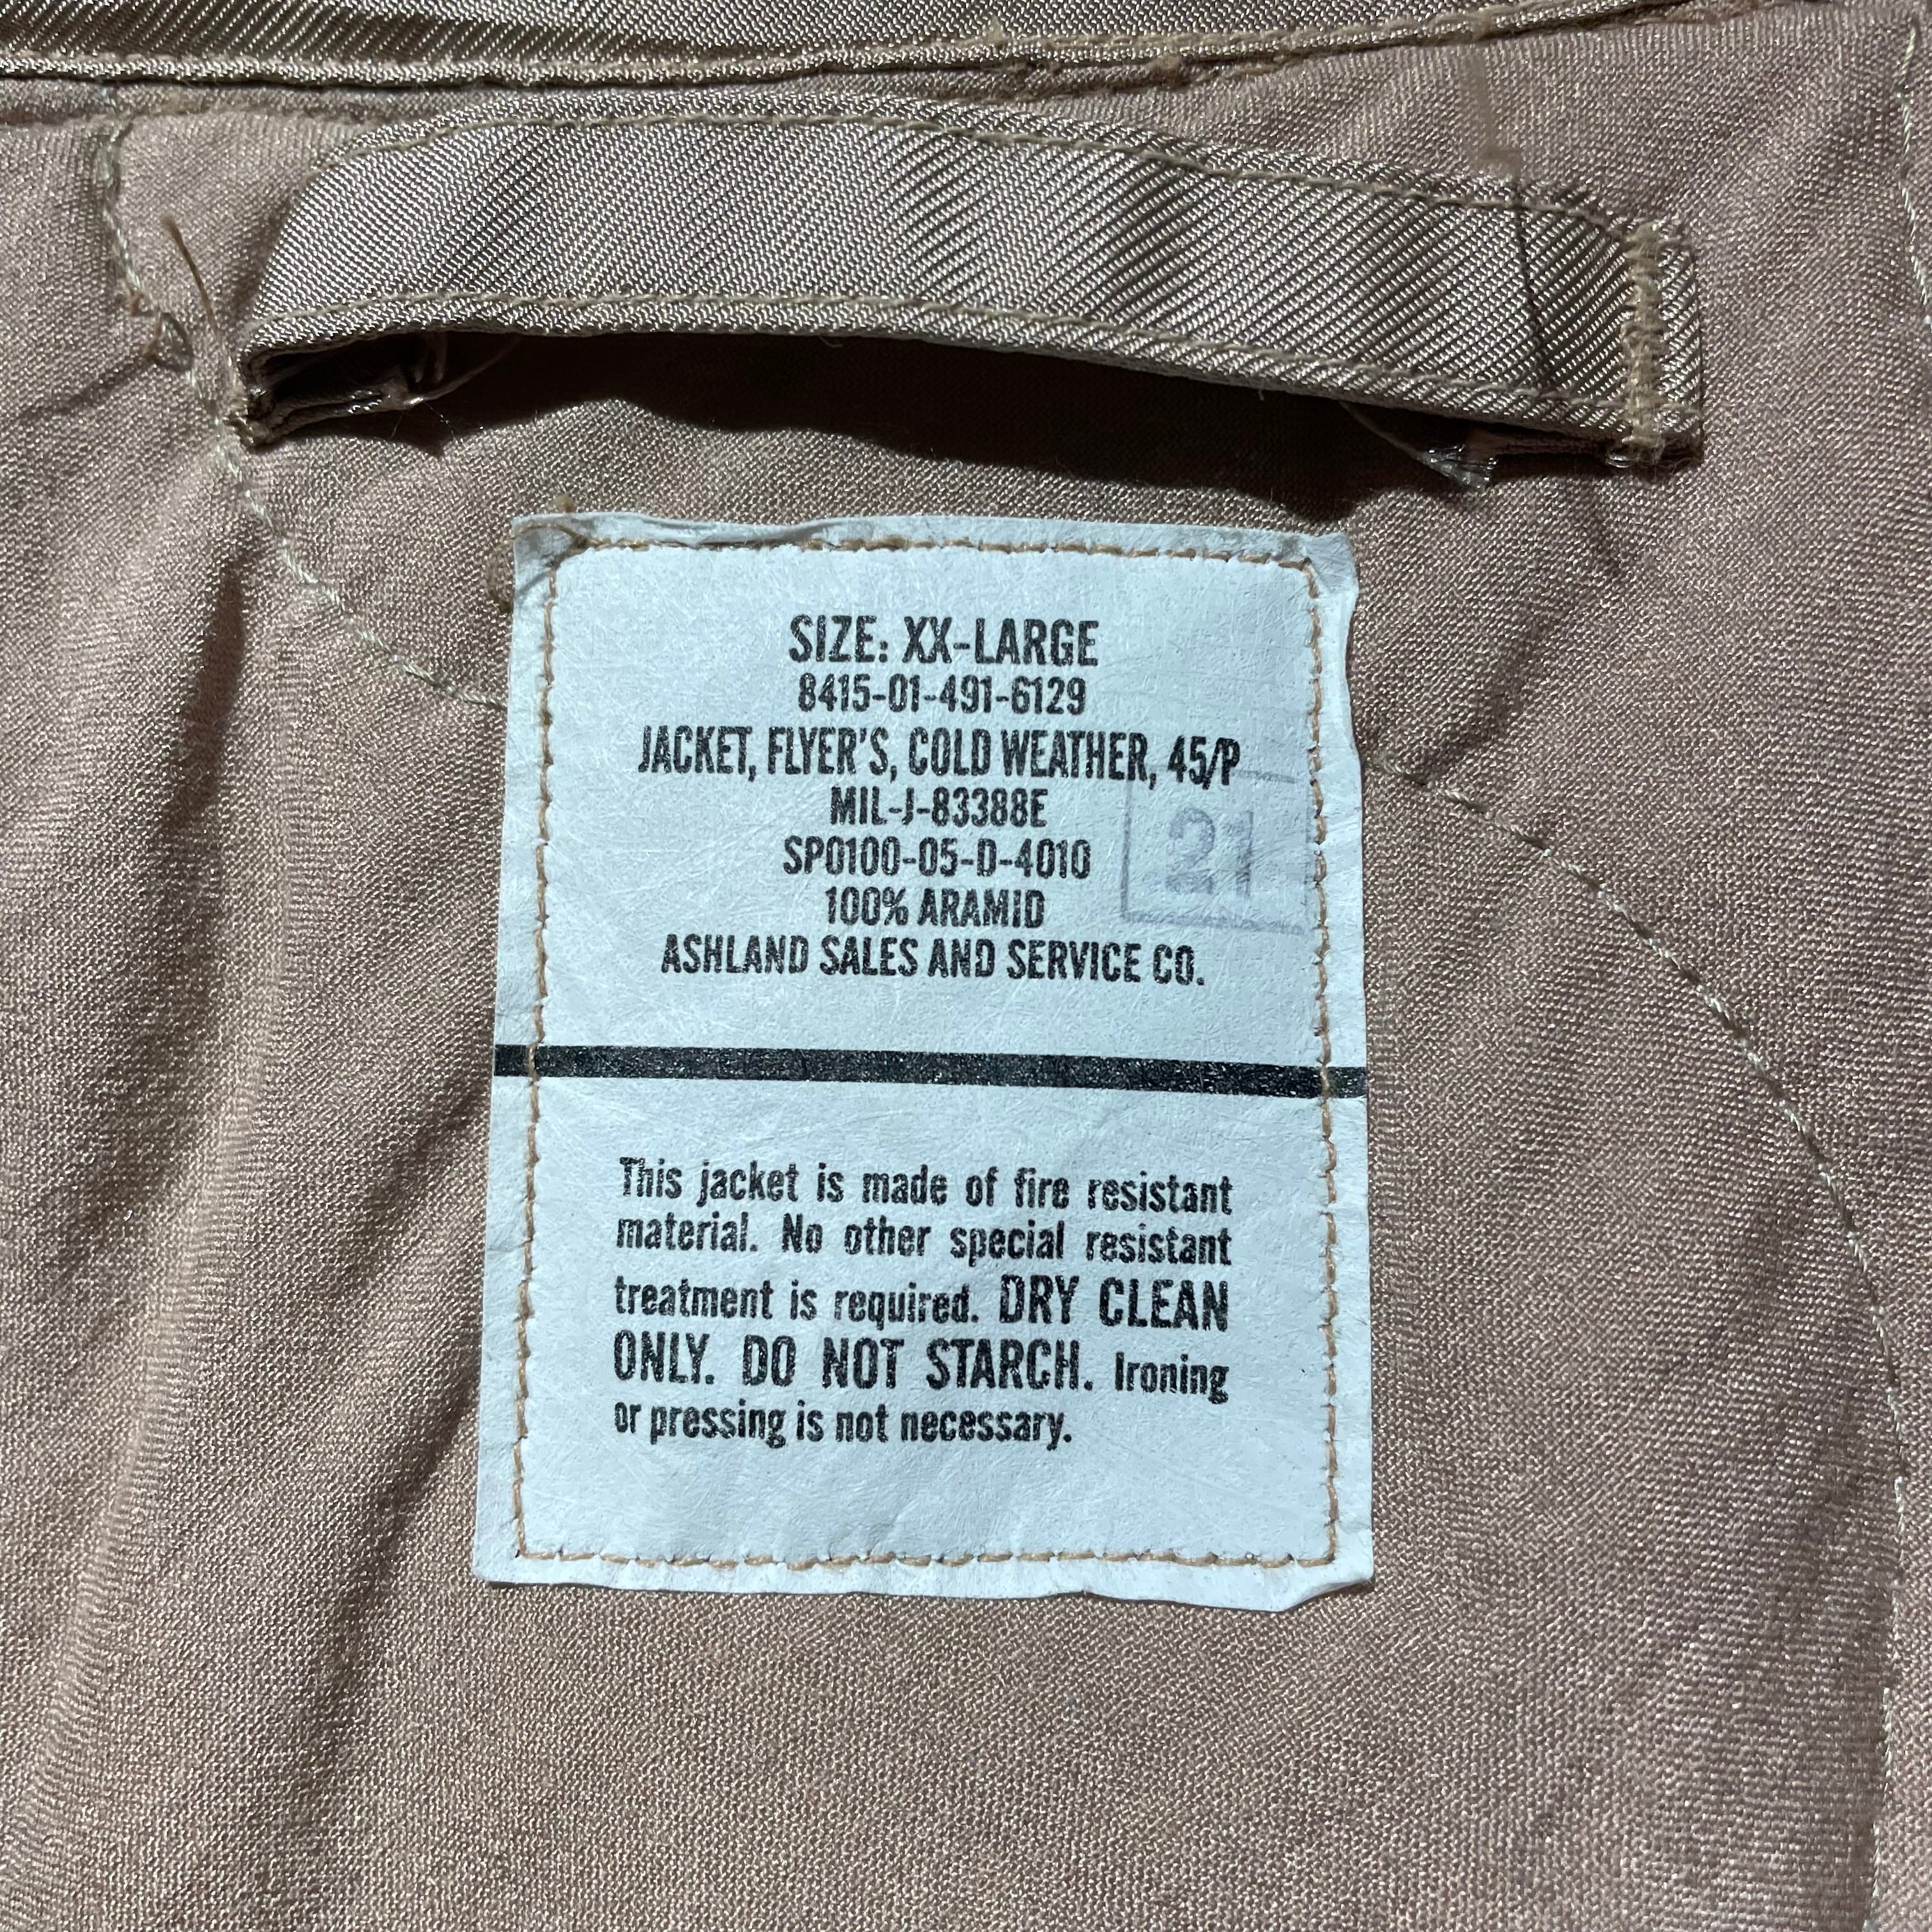 SIZE: XX-LARGE
8415-01-491-6129
JACKET, FLYER'S, COLD WEATHER, 45/P
MIL-J-83388E
SP0100-05-D-4010
21
100% ARAMID
ASHLAND SALES AND SERVICE CO.
This jacket is made of fire resistant
material. No other special resistant
treatment is required. DRY CLEAN
ONLY. DO NOT STARCH. Ironing
or pressing is not necessary.